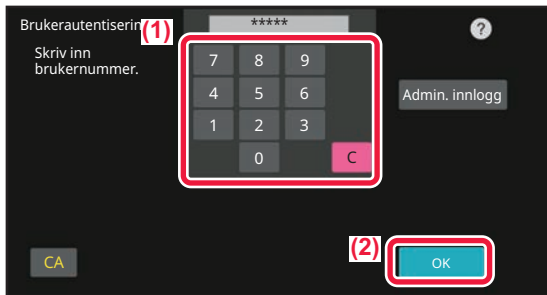 Brukerautentisering
(1)
*****
?
Skriv inn
brukernummer.
7 8 9
4 5 6
Admin. innlogg
1 2 3
0 C
(2)
CA
OK